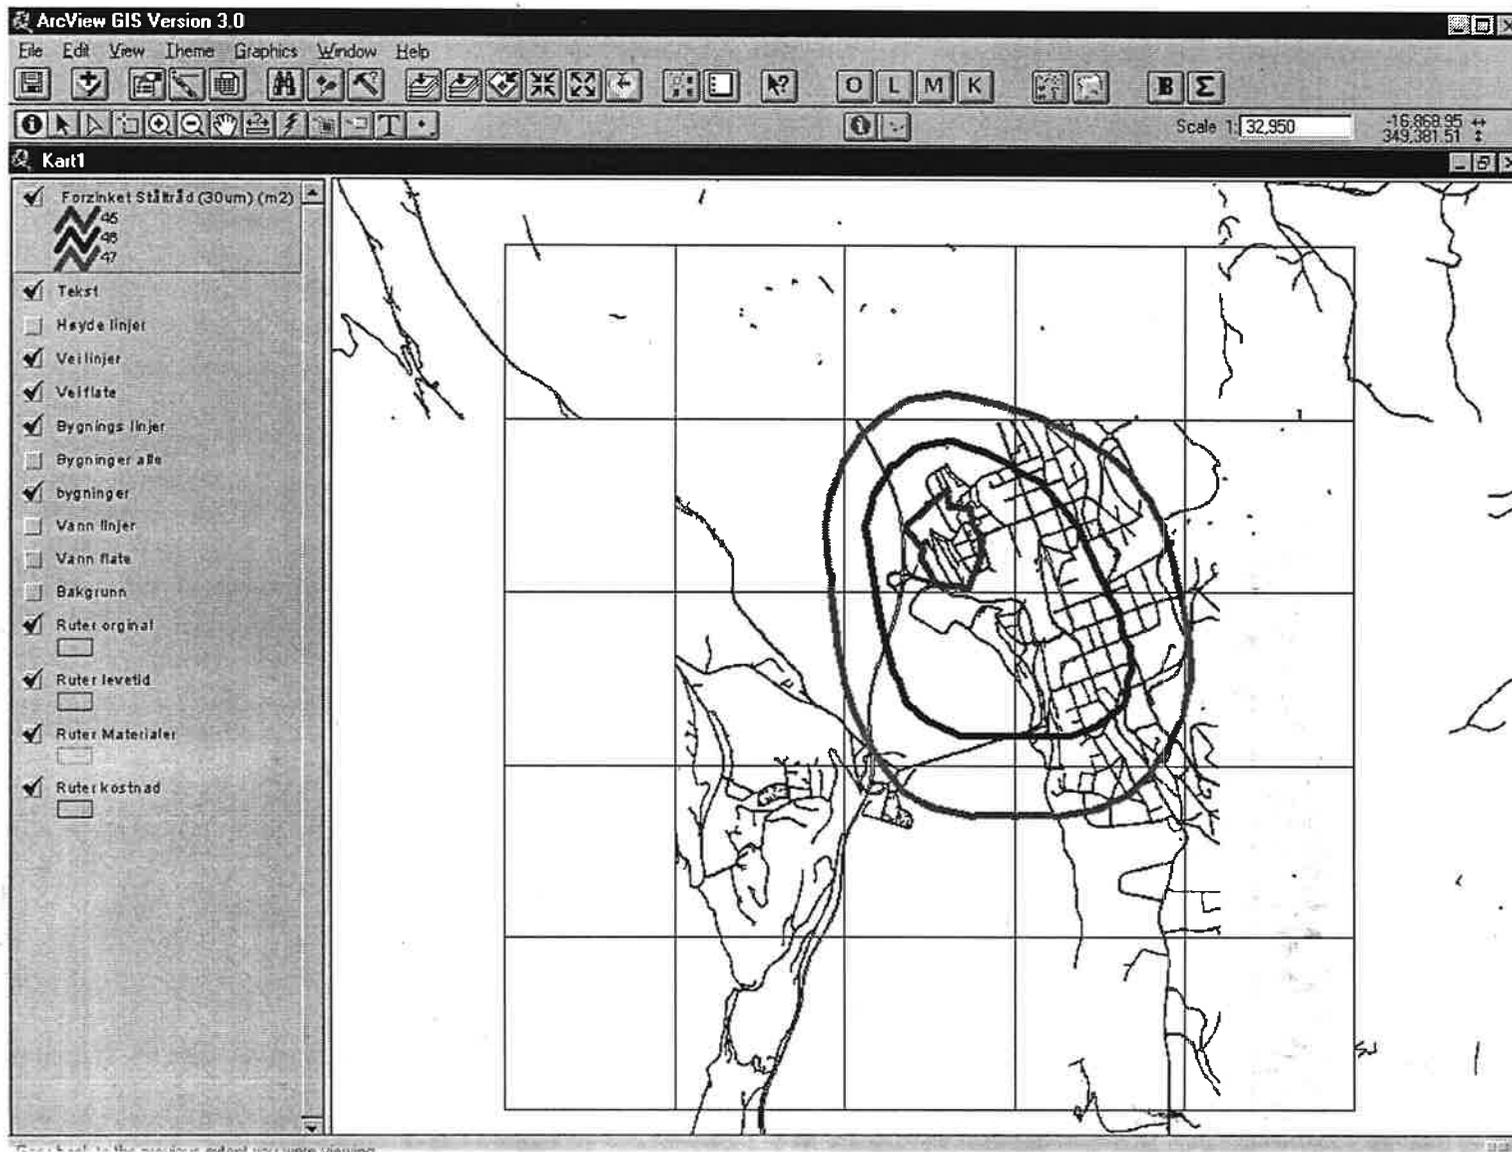 ArcView GIS Version 3.0
File Edit View Theme Graphics Window Help
O L M K B Σ
T Scale 1: 32,950 -16,868.95
349,381.51
Kart1
Forzinket Ståltråd (30um) (m2)
45
46
47
Tekst
Høyde linjer
Veilinjer
Veiflate
Bygnings linjer
Bygninger alle
bygninger
Vann linjer
Vann flate
Bakgrunn
Ruter orginal
Ruter levetid
Ruter Materialer
Ruter kostnad